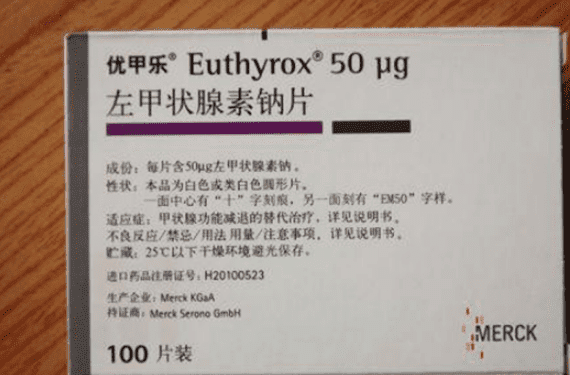 优甲乐® Euthyrox® 50 μg
左甲状腺素钠片
成份：每片含50μg左甲状腺素钠。
性状：本品为白色或类白色圆形片。
一面中心有“十”字刻痕，另一面刻有“EM50”字样。
适应症：甲状腺功能减退的替代治疗，详见说明书。
不良反应/禁忌/用法用量/注意事项，详见说明书。
贮藏：25℃以下干燥环境避光保存。
进口药品注册证号：H20100523
生产企业：Merck KGaA
持证商：Merck Serono GmbH
MERCK
100 片装